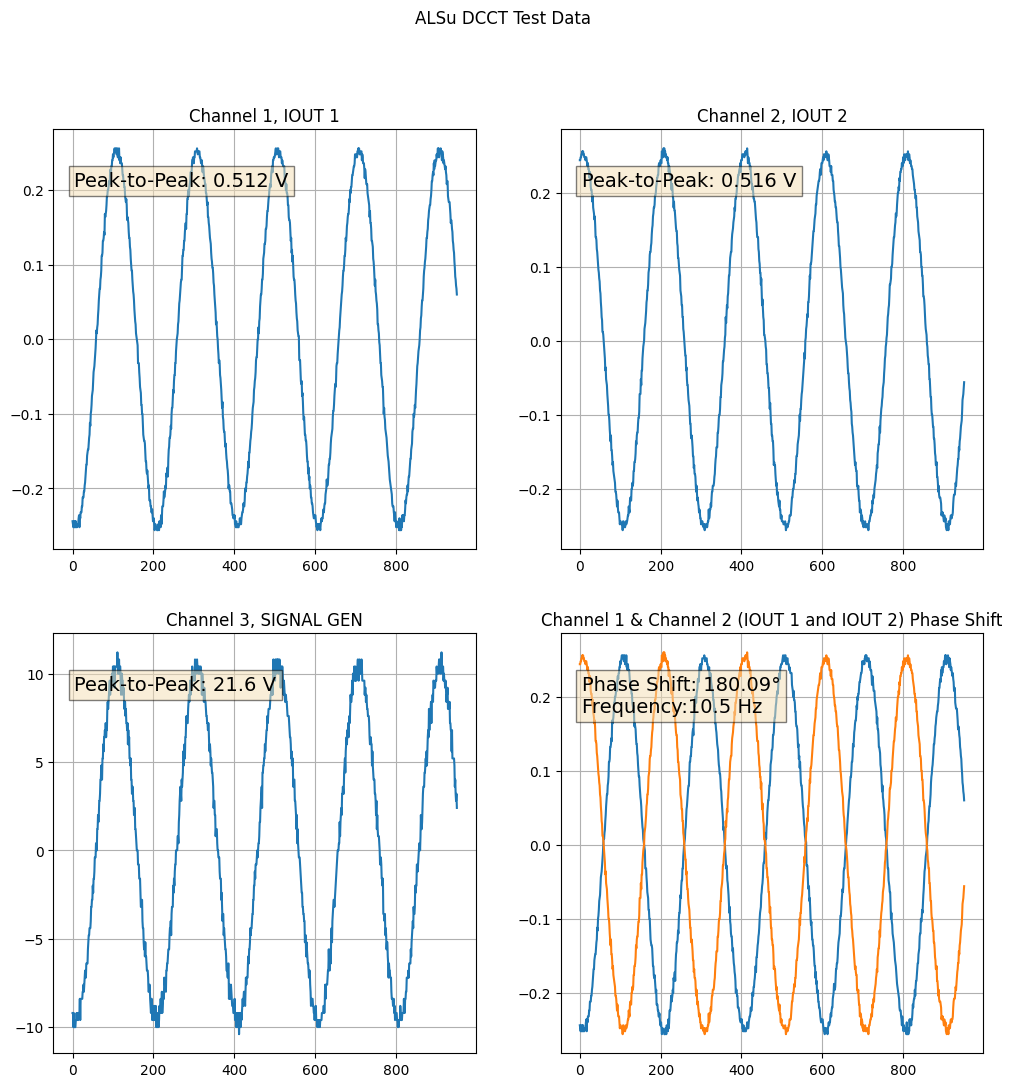 ALSu DCCT Test Data
Channel 1, IOUT 1
Channel 2, IOUT 2
Peak-to-Peak: 0.512 V
Peak-to-Peak: 0.516 V
0.2
0.1
0.0
−0.1
−0.2
0 200 400 600 800
0.2
0.1
0.0
−0.1
−0.2
0 200 400 600 800
Channel 3, SIGNAL GEN
Channel 1 & Channel 2 (IOUT 1 and IOUT 2) Phase Shift
Peak-to-Peak: 21.6 V
Phase Shift: 180.09°
Frequency:10.5 Hz
10
5
0
−5
−10
0 200 400 600 800
0.2
0.1
0.0
−0.1
−0.2
0 200 400 600 800